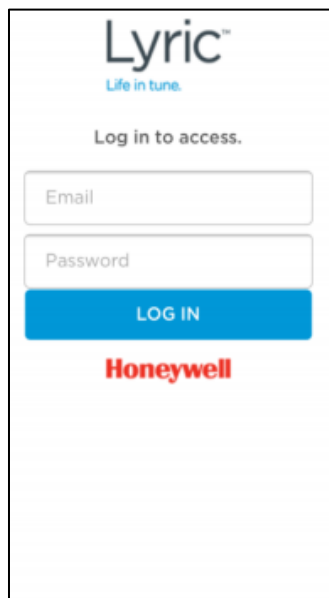 Lyric™
Life in tune.
Log in to access.
Email
Password
LOG IN
Honeywell